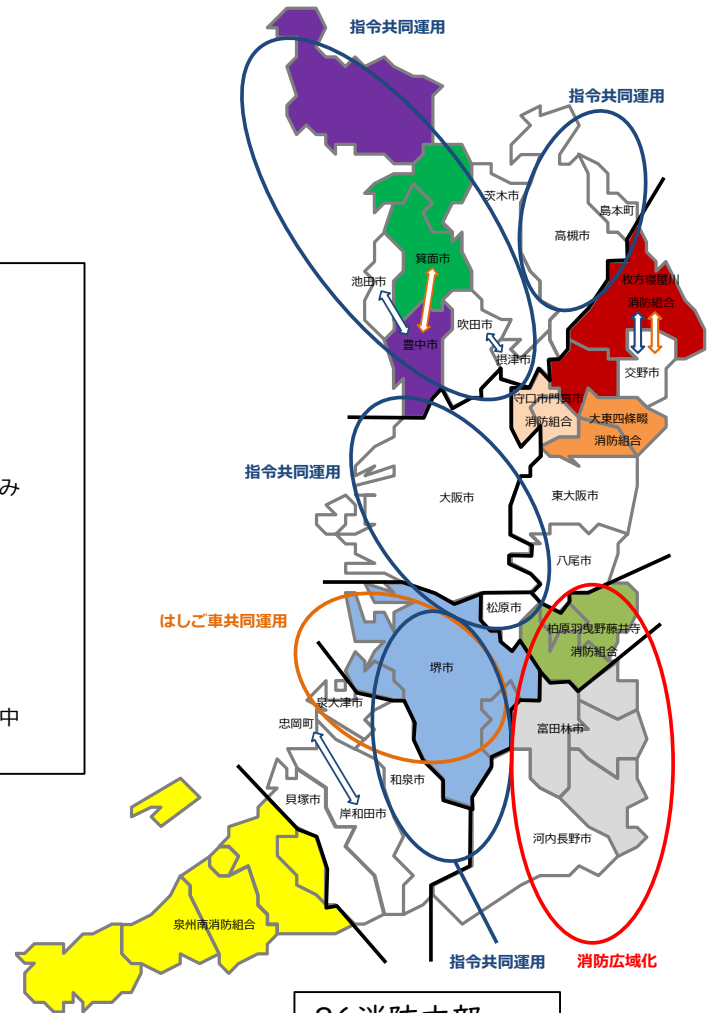 指令共同運用
指令共同運用
茨木市
島本町
高槻市
箕面市
枚方寝屋川
消防組合
池田市
吹田市
豊中市
摂津市
交野市
守口市門真市
消防組合
大東四條畷
消防組合
指令共同運用
み
大阪市
東大阪市
八尾市
松原市
はしご車共同運用
柏原羽曳野藤井寺
消防組合
堺市
泉大津市
忠岡町
富田林市
中
和泉市
貝塚市
岸和田市
河内長野市
泉州南消防組合
指令共同運用
消防広域化